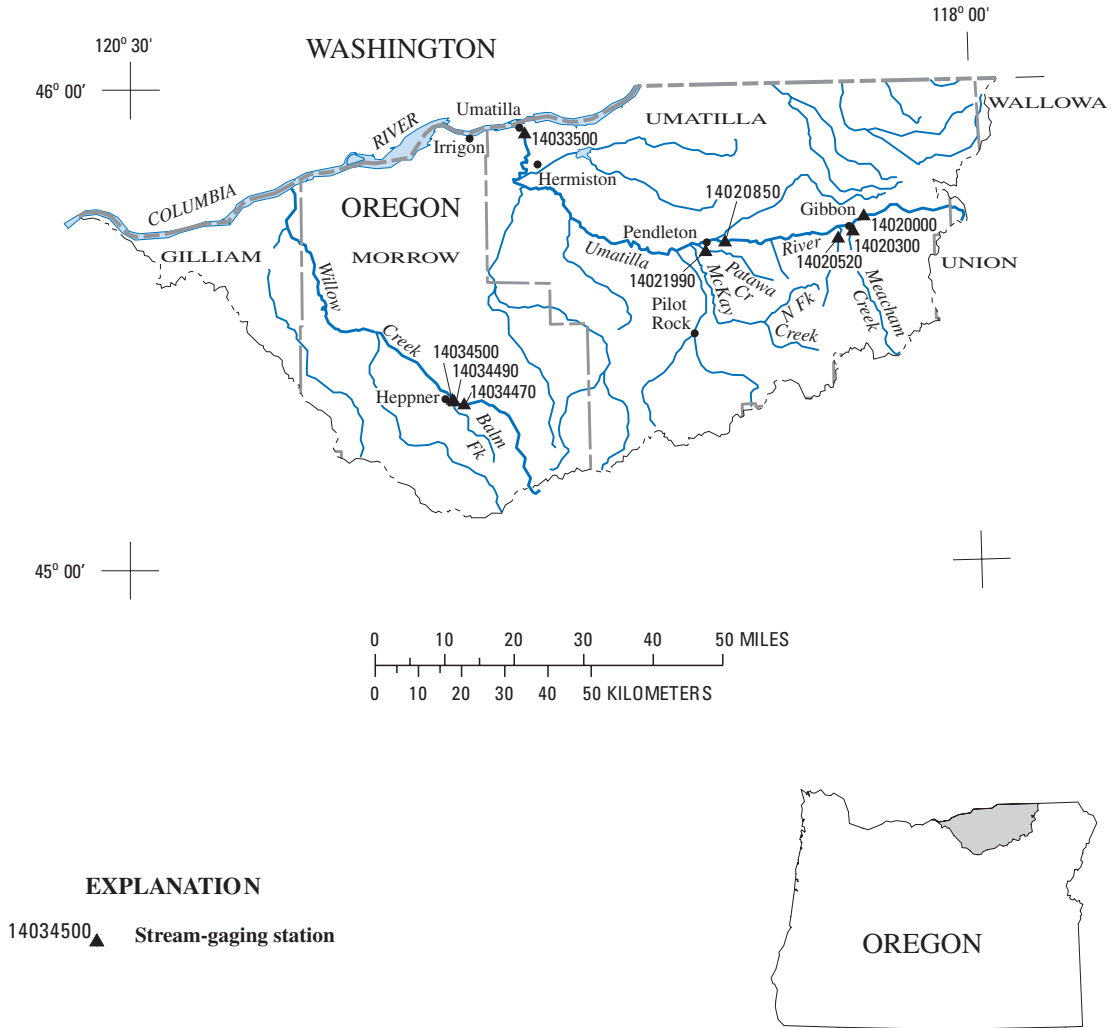 120° 30'
118° 00'
WASHINGTON
46° 00'
WALLOWA
Umatilla
UMATILLA
RIVER
14033500
Irrigon
Hermiston
COLUMBIA
OREGON
14020850
Gibbon
14020000
Pendleton
14020300
GILLIAM
MORROW
Umatilla
River
14020520
UNION
14021990
Patawa
Cr
McKay
Creek
N Fk
Meacham
Creek
Willow
Creek
Pilot
Rock
14034500
14034490
14034470
Heppner
Balm
Fk
45° 00'
0 10 20 30 40 50 MILES
0 10 20 30 40 50 KILOMETERS
EXPLANATION
14034500 Stream-gaging station
OREGON